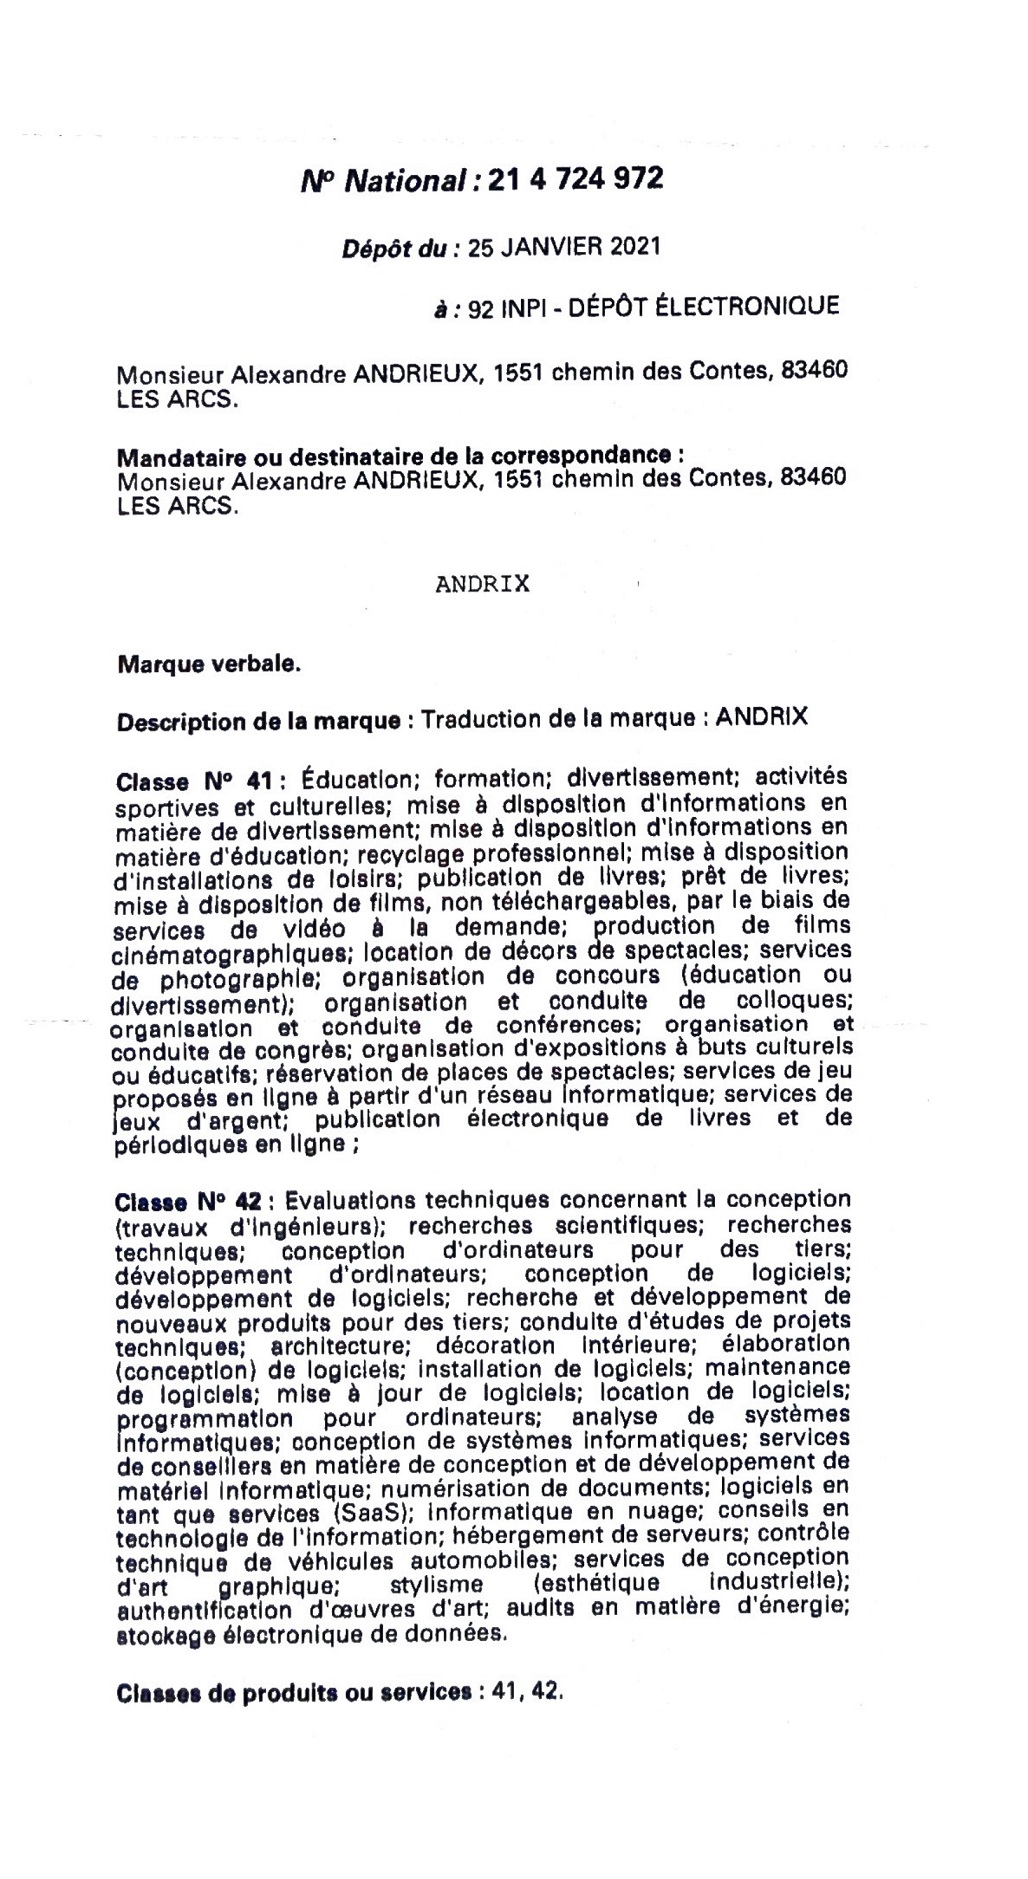 Nº National : 21 4 724 972
Dépôt du : 25 JANVIER 2021
à : 92 INPI - DÉPÔT ÉLECTRONIQUE
Monsieur Alexandre ANDRIEUX, 1551 chemin des Contes, 83460
LES ARCS.
Mandataire ou destinataire de la correspondance :
Monsieur Alexandre ANDRIEUX, 1551 chemin des Contes, 83460
LES ARCS.
ANDRIX
Marque verbale.
Description de la marque : Traduction de la marque : ANDRIX
Classe Nº 41 : Éducation; formation; divertissement; activités
sportives et culturelles; mise à disposition d'informations en
matière de divertissement; mise à disposition d'informations en
matière d'éducation; recyclage professionnel; mise à disposition
d'installations de loisirs; publication de livres; prêt de livres;
mise à disposition de films, non téléchargeables, par le biais de
services de vidéo à la demande; production de films
cinématographiques; location de décors de spectacles; services
de photographie; organisation de concours (éducation ou
divertissement); organisation et conduite de colloques;
organisation et conduite de conférences; organisation et
conduite de congrès; organisation d'expositions à buts culturels
ou éducatifs; réservation de places de spectacles; services de jeu
proposés en ligne à partir d'un réseau informatique; services de
jeux d'argent; publication électronique de livres et de
périodiques en ligne ;
Classe Nº 42 : Evaluations techniques concernant la conception
(travaux d'ingénieurs); recherches scientifiques; recherches
techniques; conception d'ordinateurs pour des tiers;
développement d'ordinateurs; conception de logiciels;
développement de logiciels; recherche et développement de
nouveaux produits pour des tiers; conduite d'études de projets
techniques; architecture; décoration intérieure; élaboration
(conception) de logiciels; installation de logiciels; maintenance
de logiciels; mise à jour de logiciels; location de logiciels;
programmation pour ordinateurs; analyse de systèmes
informatiques; conception de systèmes informatiques; services
de conseillers en matière de conception et de développement de
matériel informatique; numérisation de documents; logiciels en
tant que services (SaaS); informatique en nuage; conseils en
technologie de l'information; hébergement de serveurs; contrôle
technique de véhicules automobiles; services de conception
d'art graphique; stylisme (esthétique industrielle);
authentification d'œuvres d'art; audits en matière d'énergie;
stockage électronique de données.
Classes de produits ou services : 41, 42.